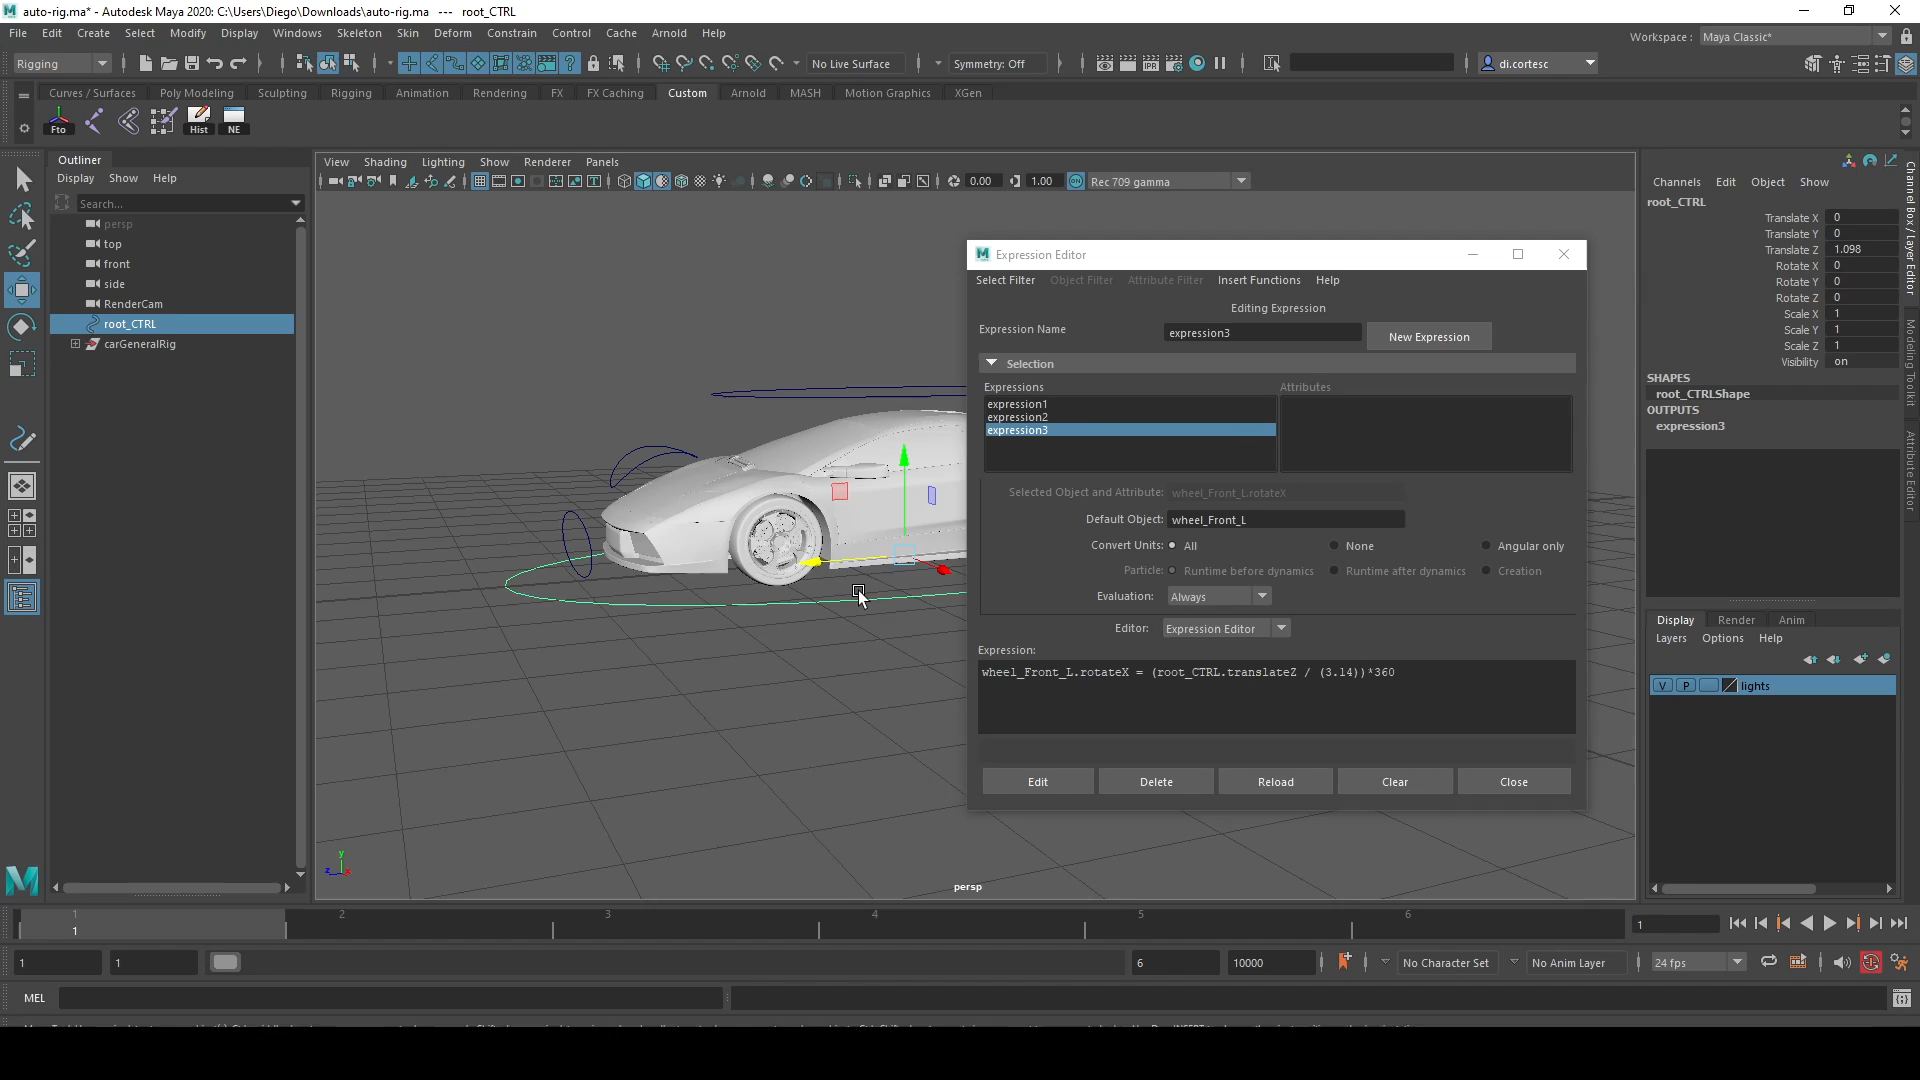 auto-rig.ma* - Autodesk Maya 2020: C:\Users\Diego\Downloads\auto-rig.ma --- root_CTRL
File Edit Create Select Modify Display Windows Skeleton Skin Deform Constrain Control Cache Arnold Help
Workspace : Maya Classic*
Rigging No Live Surface Symmetry: Off di.cortesc
Curves / Surfaces Poly Modeling Sculpting Rigging Animation Rendering FX FX Caching Custom Arnold MASH Motion Graphics XGen
Fto Hist NE
Outliner
Display Show Help
Search...
persp
top
front
side
RenderCam
root_CTRL
carGeneralRig
View Shading Lighting Show Renderer Panels
0.00 1.00 ON Rec 709 gamma
Expression Editor
Select Filter Object Filter Attribute Filter Insert Functions Help
Editing Expression
Expression Name expression3 New Expression
Selection
Expressions Attributes
expression1
expression2
expression3
Selected Object and Attribute: wheel_Front_L.rotateX
Default Object: wheel_Front_L
Convert Units: All None Angular only
Particle: Runtime before dynamics Runtime after dynamics Creation
Evaluation: Always
Editor: Expression Editor
Expression:
wheel_Front_L.rotateX = (root_CTRL.translateZ / (3.14))*360
Edit Delete Reload Clear Close
y
z x
persp
Channels Edit Object Show
root_CTRL
Translate X 0
Translate Y 0
Translate Z 1.098
Rotate X 0
Rotate Y 0
Rotate Z 0
Scale X 1
Scale Y 1
Scale Z 1
Visibility on
SHAPES
root_CTRLShape
OUTPUTS
expression3
Channel Box / Layer Editor
Modeling Toolkit
Attribute Editor
Display Render Anim
Layers Options Help
V P lights
1 2 3 4 5 6
1
1
1 1 6 10000 No Character Set No Anim Layer 24 fps
MEL